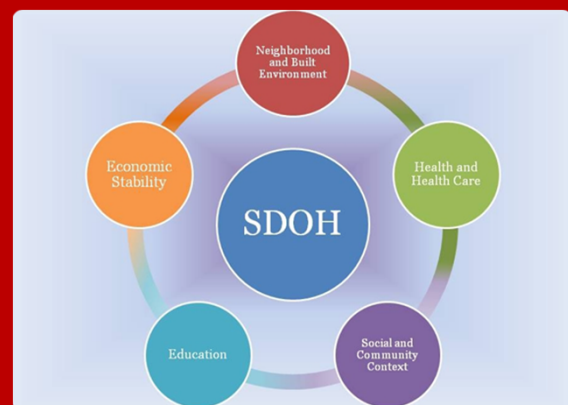 Neighborhood
and Built
Environment
Economic
Stability
Health and
Health Care
SDOH
Education
Social and
Community
Context